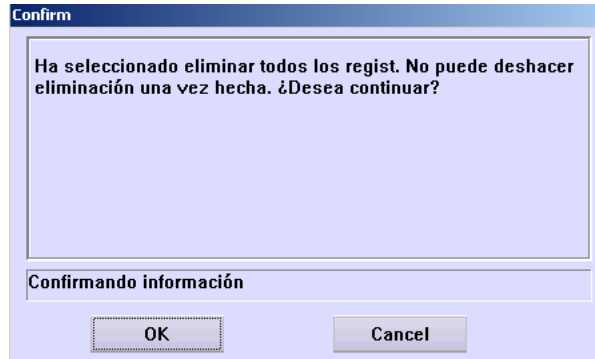 Confirm
Ha seleccionado eliminar todos los regist. No puede deshacer
eliminación una vez hecha. ¿Desea continuar?
Confirmando información
OK
Cancel